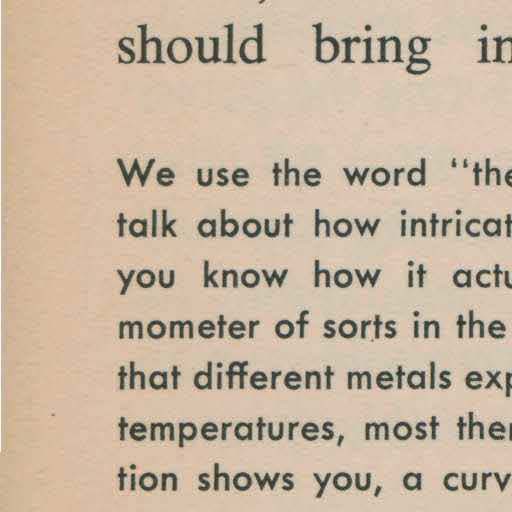 should bring in
We use the word "the
talk about how intricat
you know how it actu
mometer of sorts in the
that different metals exp
temperatures, most ther
tion shows you, a curv